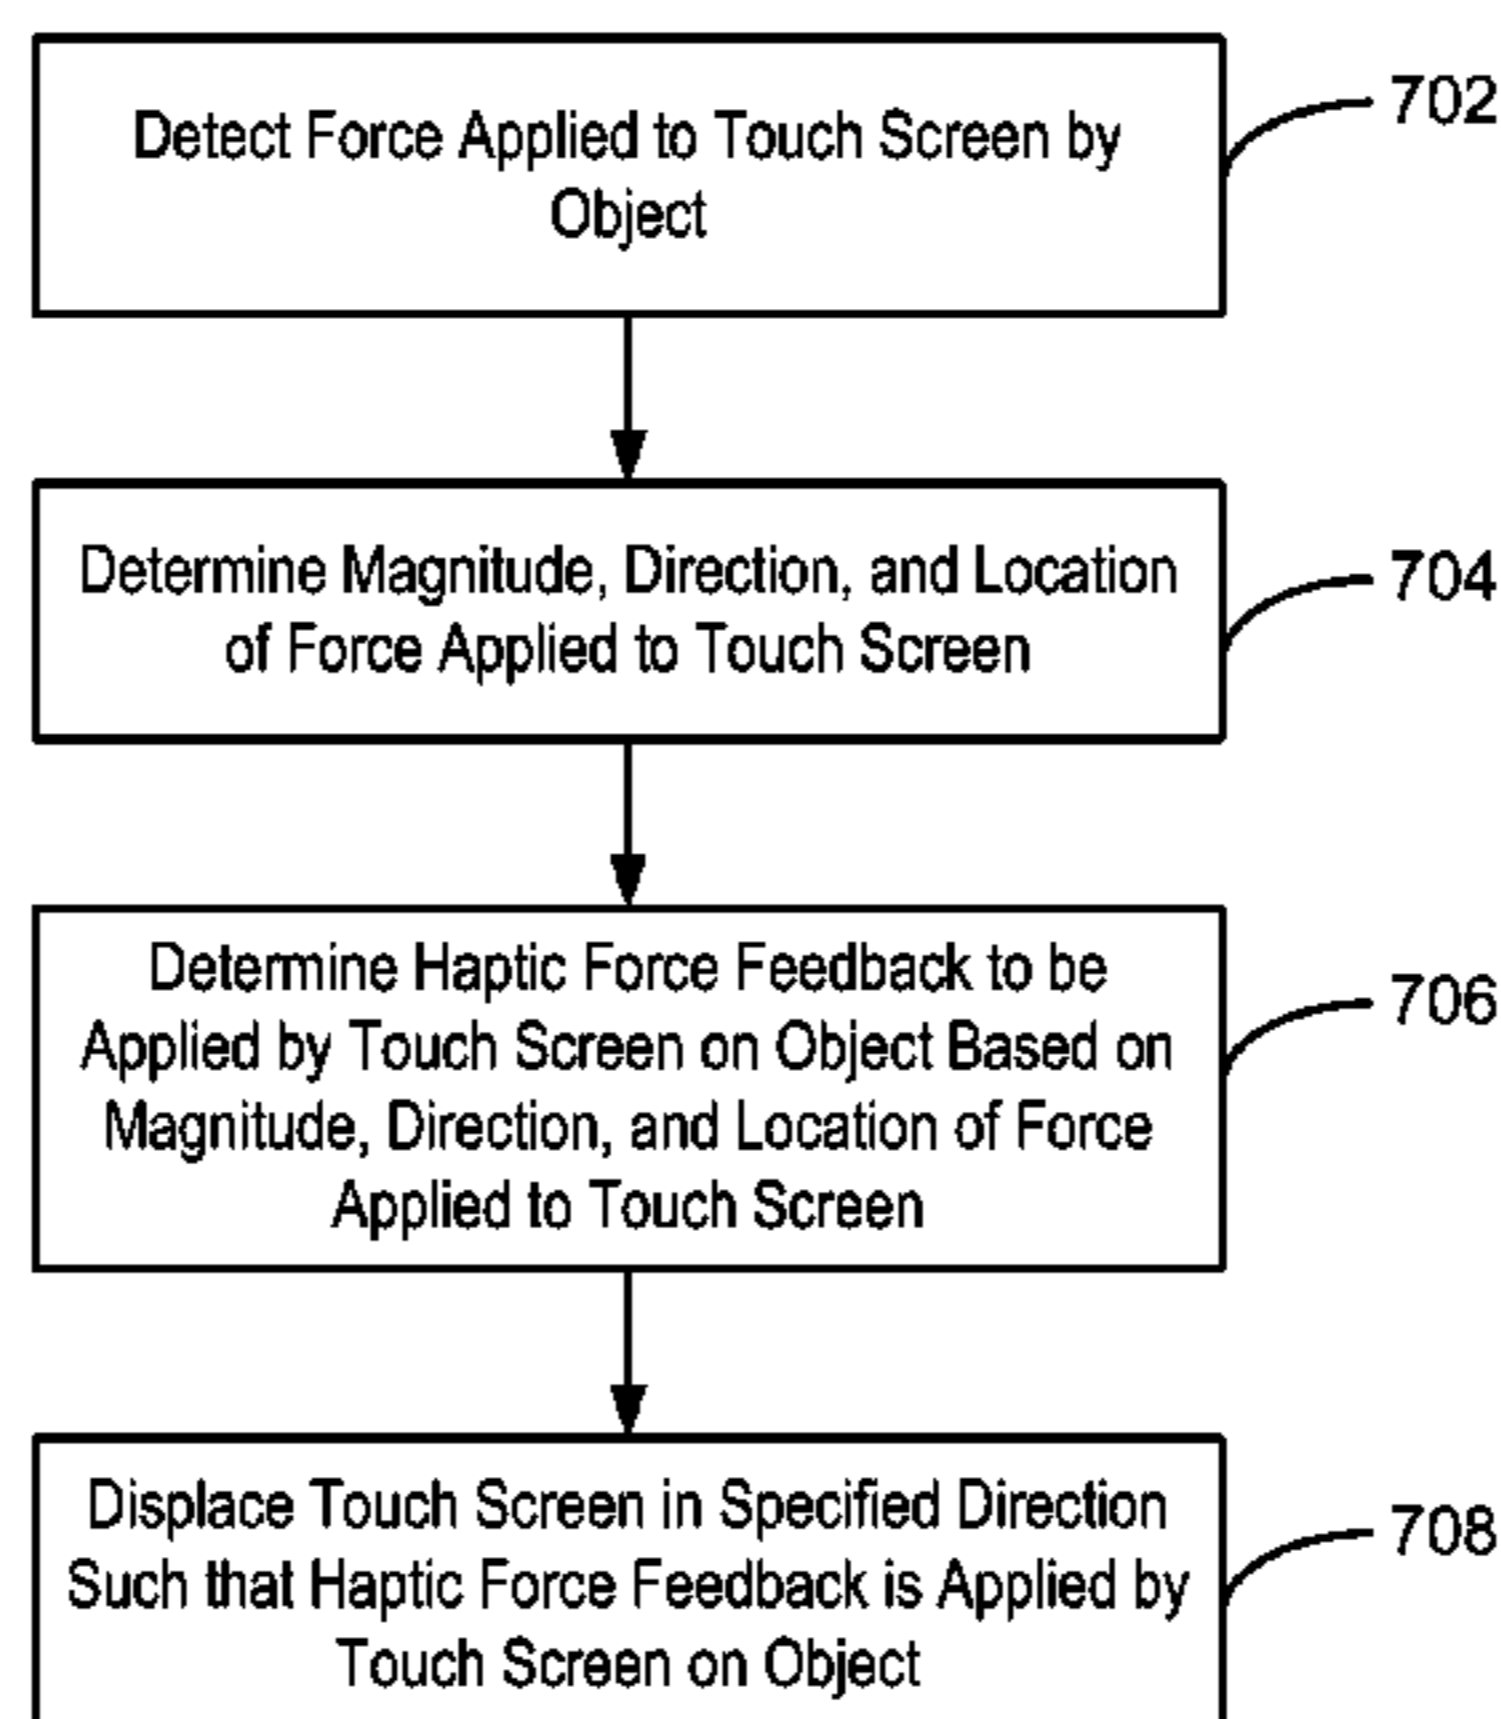 Detect Force Applied to Touch Screen by
Object
702
Determine Magnitude, Direction, and Location
of Force Applied to Touch Screen
704
Determine Haptic Force Feedback to be
Applied by Touch Screen on Object Based on
Magnitude, Direction, and Location of Force
Applied to Touch Screen
706
Displace Touch Screen in Specified Direction
Such that Haptic Force Feedback is Applied by
Touch Screen on Object
708